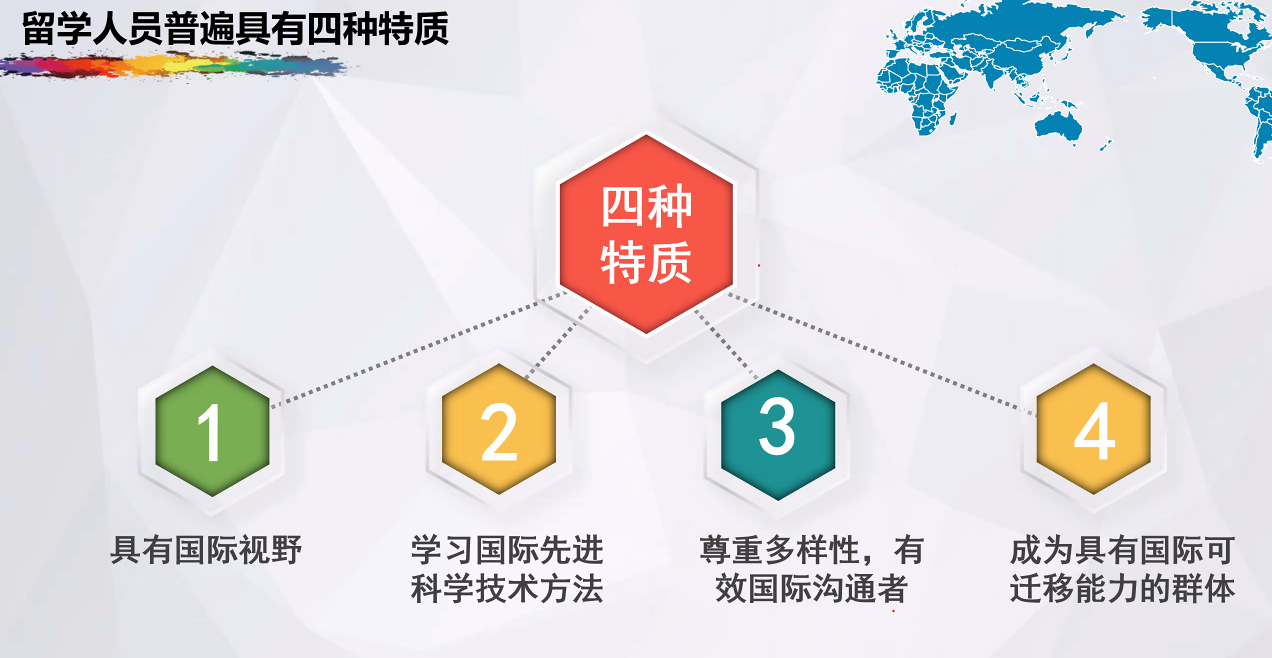 留学人员普遍具有四种特质
四种
特质
1
2
3
4
具有国际视野
学习国际先进
科学技术方法
尊重多样性，有
效国际沟通者
成为具有国际可
迁移能力的群体